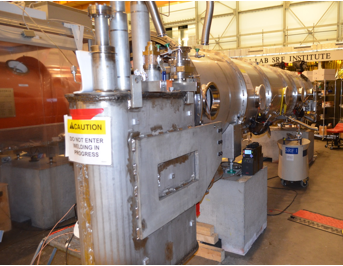 LAB SRF INSTITUTE
CAUTION
DO NOT ENTER
WELDING IN
PROGRESS